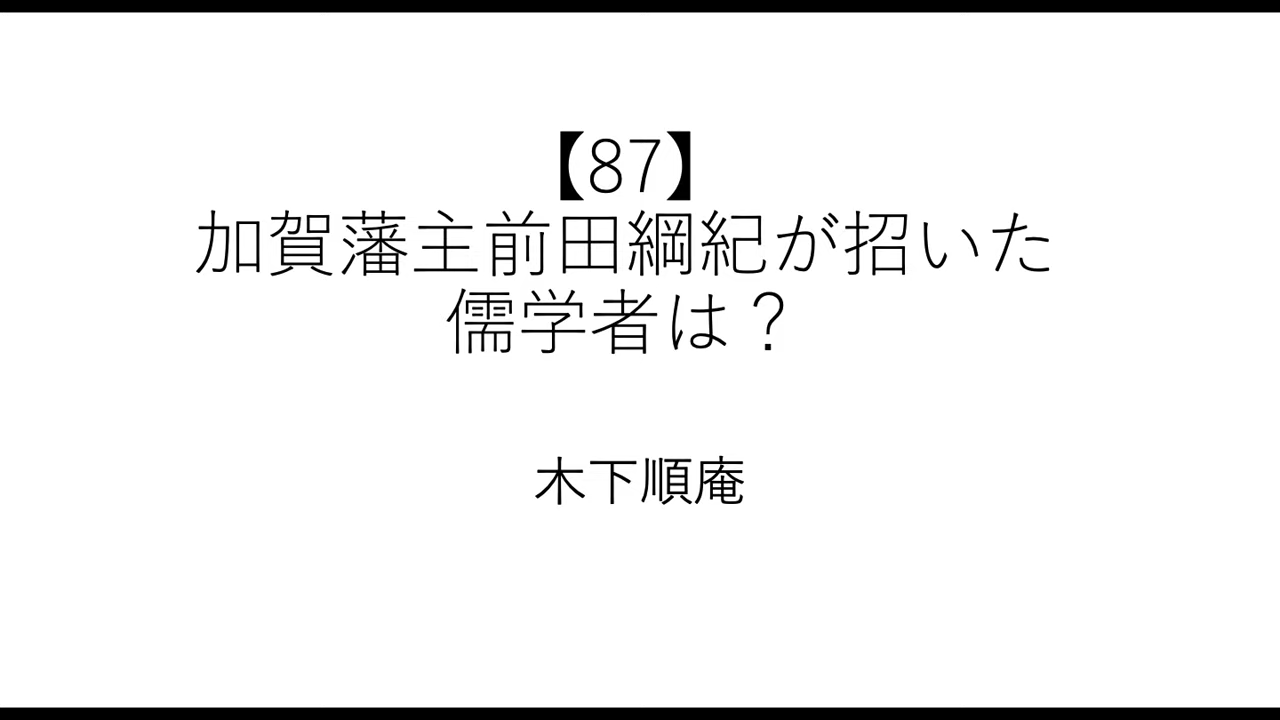 【87】
加賀藩主前田綱紀が招いた
儒学者は？
木下順庵